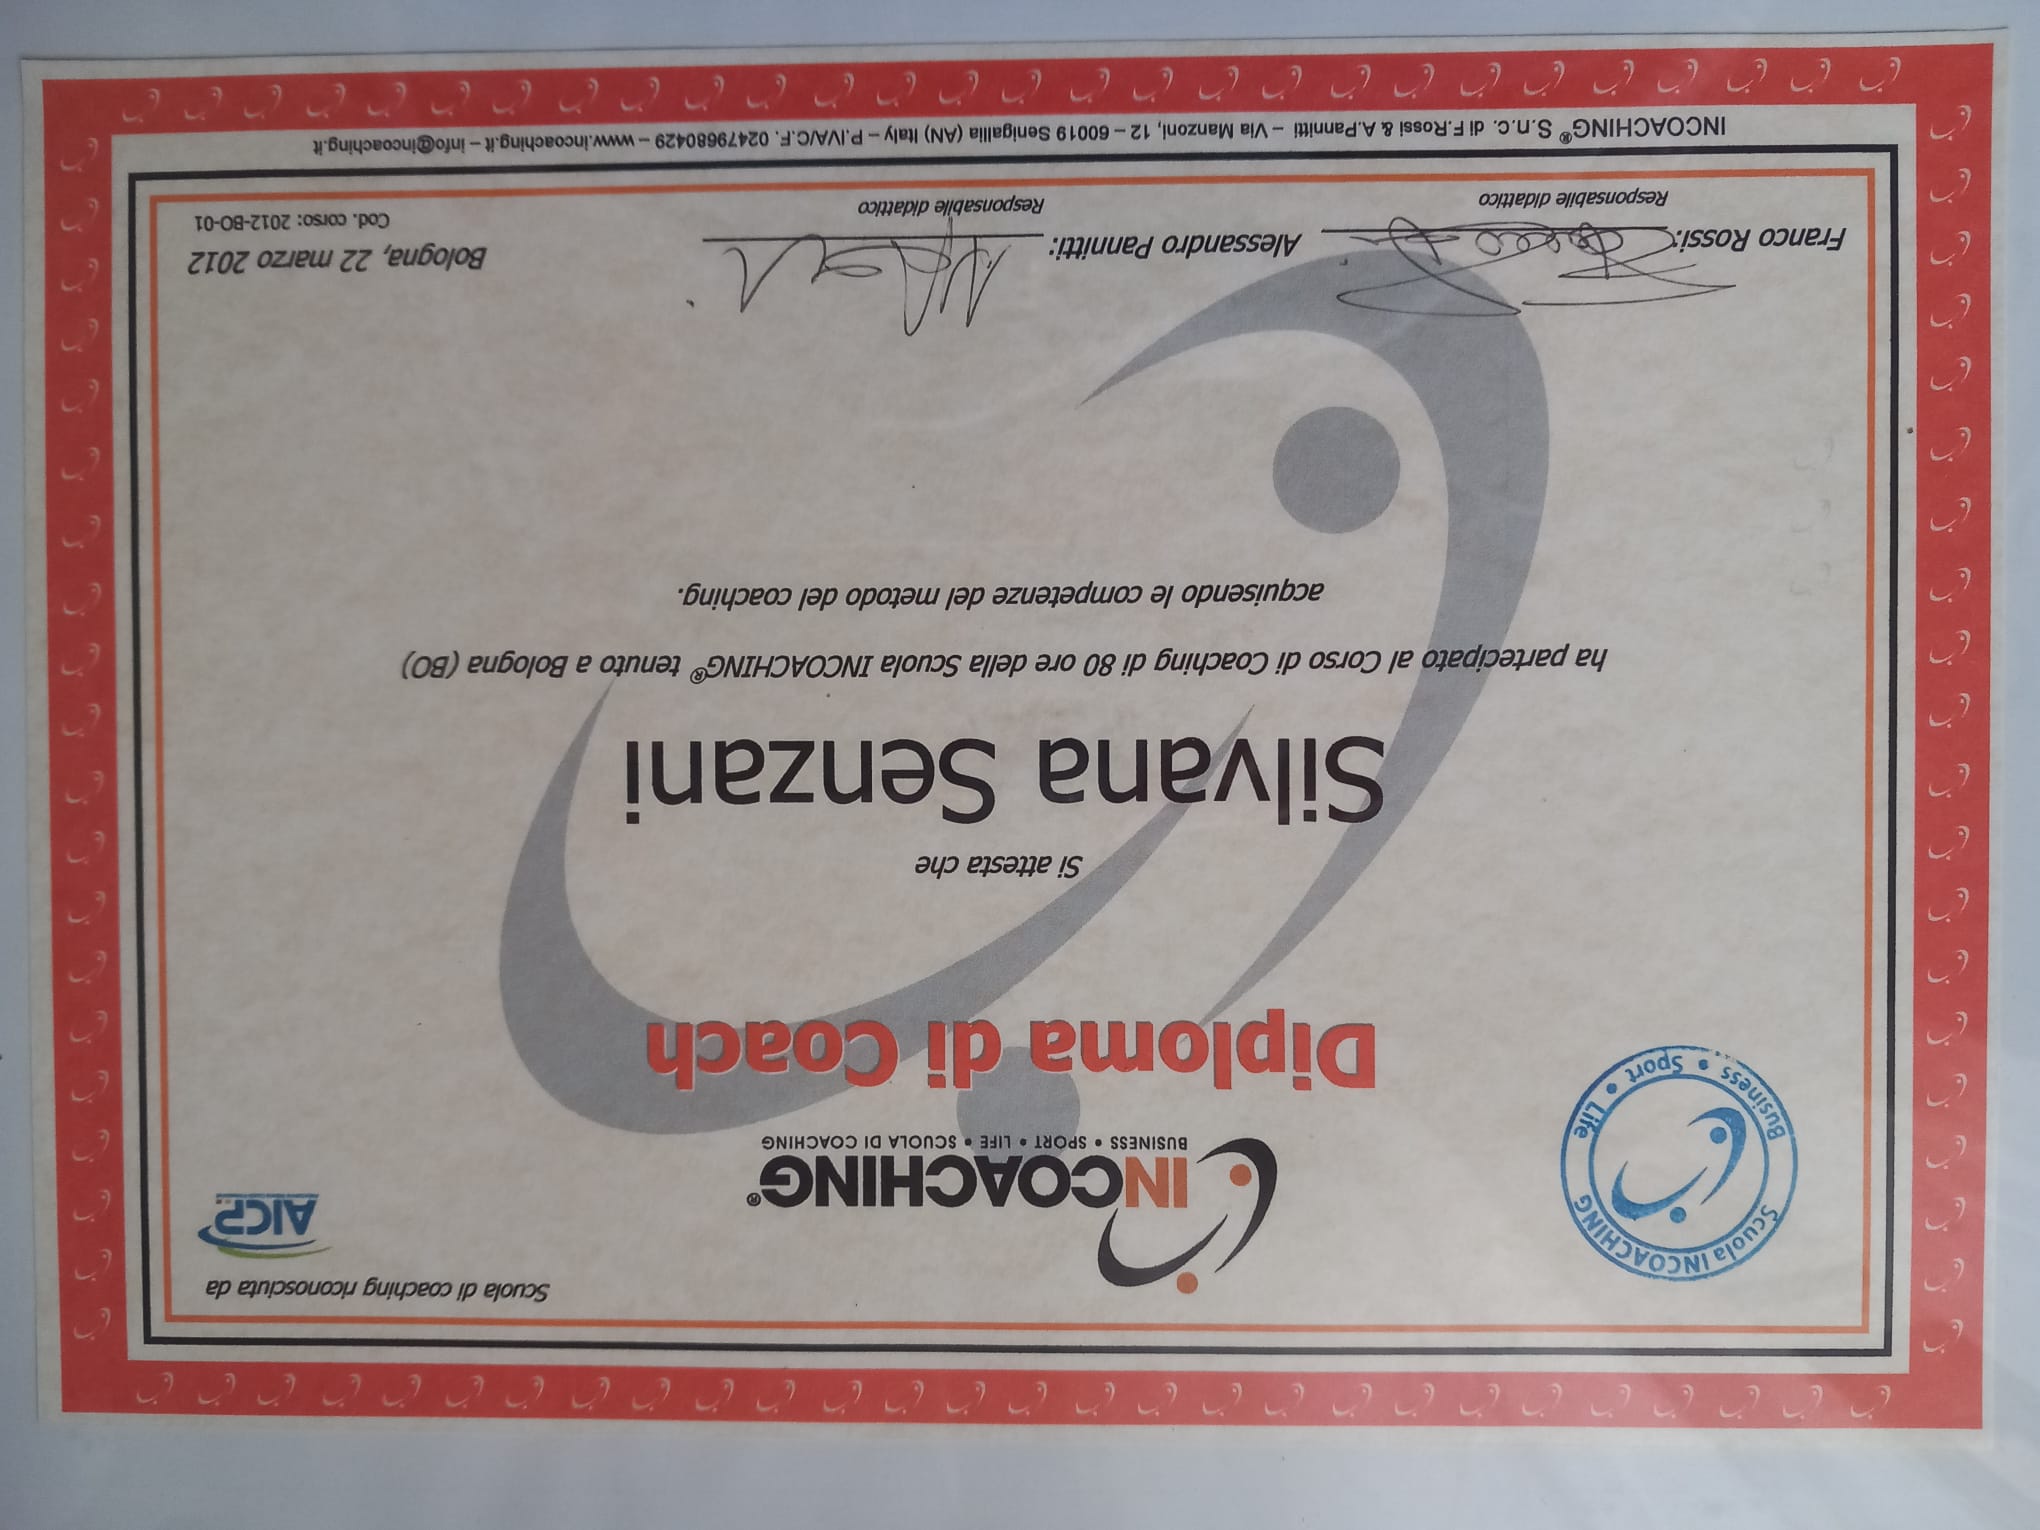 Scuola di coaching riconosciuta da
AICP
Scuola INCOACHING
Business • Sport • Life
INCOACHING®
BUSINESS • SPORT • LIFE • SCUOLA DI COACHING
Diploma di Coach
Si attesta che
Silvana Senzani
ha partecipato al Corso di Coaching di 80 ore della Scuola INCOACHING® tenuto a Bologna (BO)
acquisendo le competenze del metodo del coaching.
Franco Rossi:
Responsabile didattico
Alessandro Pannitti:
Responsabile didattico
Bologna, 22 marzo 2012
Cod. corso: 2012-BO-01
INCOACHING® S.n.c. di F.Rossi & A.Pannitti – Via Manzoni, 12 – 60019 Senigallia (AN) Italy – P.IVA/C.F. 02479680429 – www.incoaching.it – info@incoaching.it